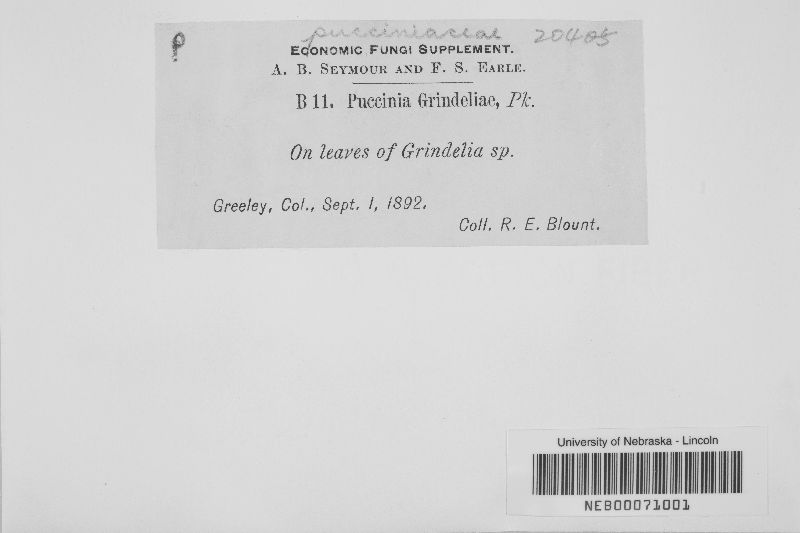 P
pucciniaceae 20405
Economic Fungi Supplement.
A. B. Seymour and F. S. Earle.
B 11. Puccinia Grindeliae, Pk.
On leaves of Grindelia sp.
Greeley, Col., Sept. 1, 1892.
Coll. R. E. Blount.
University of Nebraska - Lincoln
NEB00071001